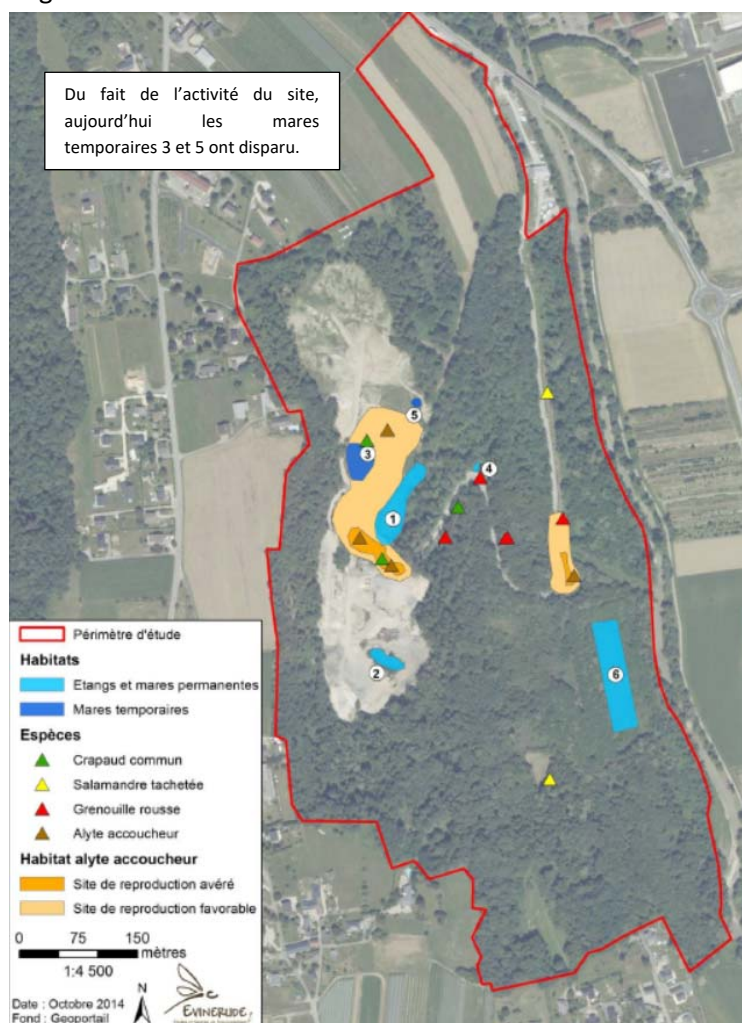 Du fait de l'activité du site,
aujourd'hui les mares
temporaires 3 et 5 ont disparu.
5
3
4
1
2
6
Périmètre d'étude
Habitats
Etangs et mares permanentes
Mares temporaires
Espèces
Crapaud commun
Salamandre tachetée
Grenouille rousse
Alyte accoucheur
Habitat alyte accoucheur
Site de reproduction avéré
Site de reproduction favorable
0 75 150
mètres
1:4 500
Date : Octobre 2014
Fond : Geoportail
N
EVINERUDE